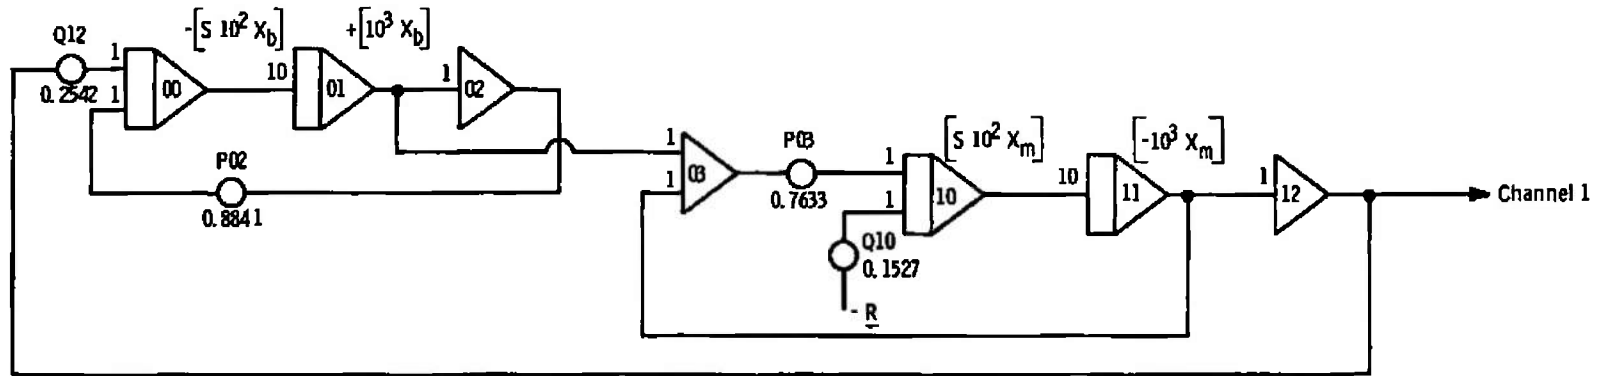 Q12
0.2542
1
1
00
-[S 10² X_b]
10
01
+[10³ X_b]
1
02
P02
0.8841
1
1
03
P03
0.7633
1
1
10
Q10
0.1527
- R
[S 10² X_m]
10
11
[-10³ X_m]
1
12
Channel 1